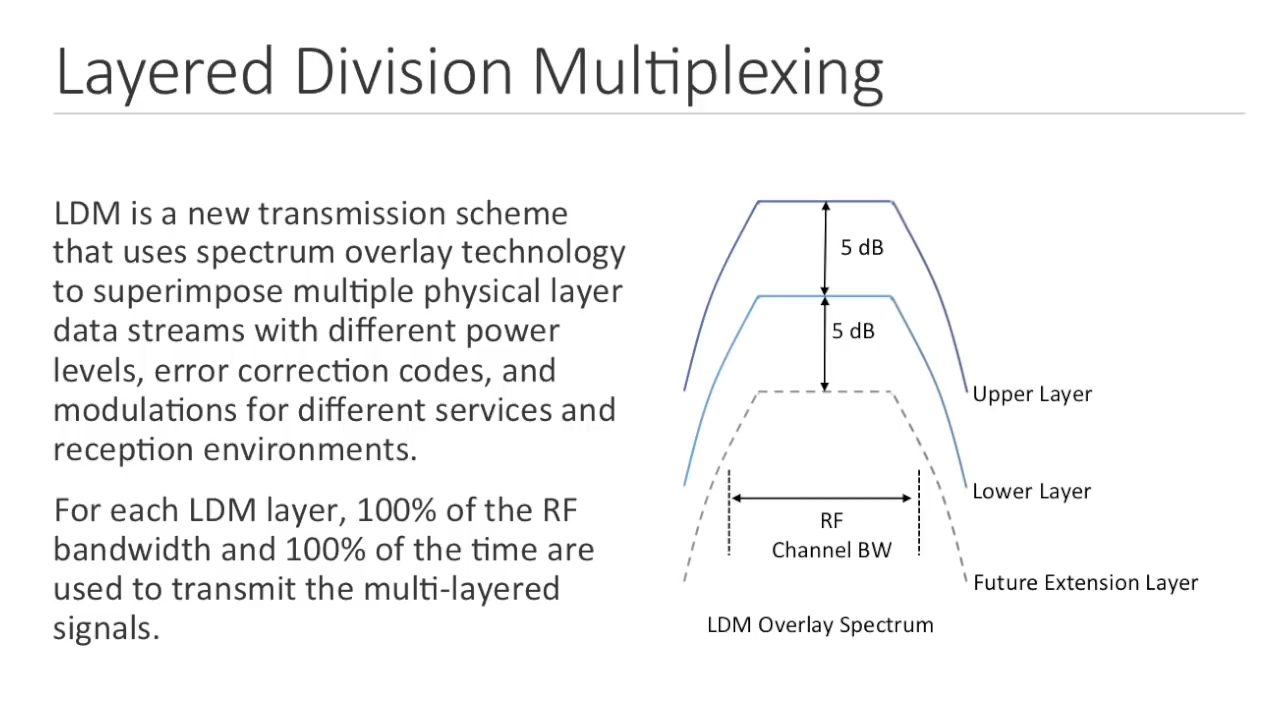 Layered Division Multiplexing
LDM is a new transmission scheme
that uses spectrum overlay technology
to superimpose multiple physical layer
data streams with different power
levels, error correction codes, and
modulations for different services and
reception environments.
For each LDM layer, 100% of the RF
bandwidth and 100% of the time are
used to transmit the multi-layered
signals.
5 dB
5 dB
Upper Layer
Lower Layer
RF
Channel BW
Future Extension Layer
LDM Overlay Spectrum